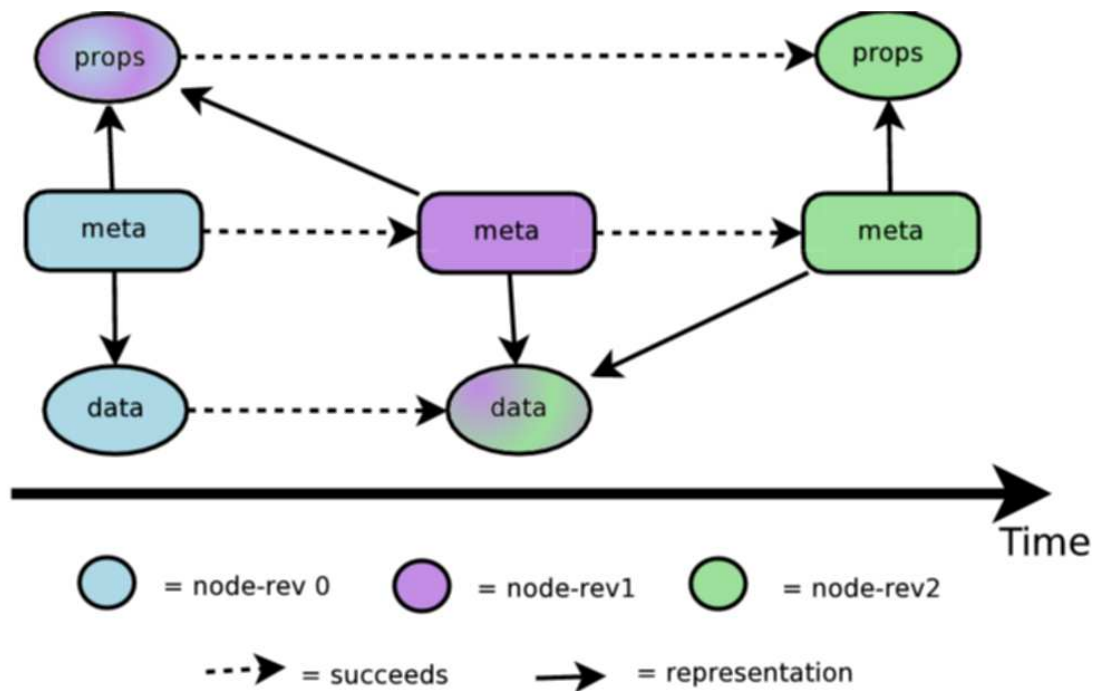 props
props
meta
meta
meta
data
data
Time
= node-rev 0
= node-rev1
= node-rev2
= succeeds
= representation